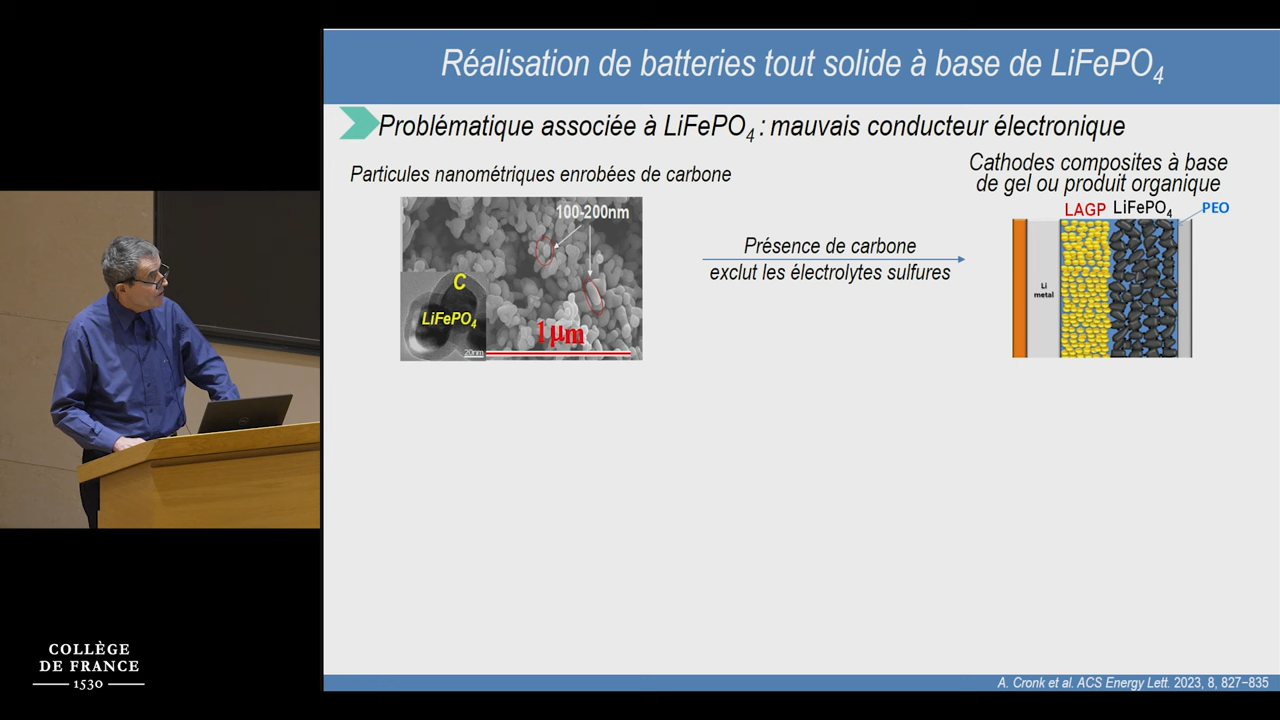 Réalisation de batteries tout solide à base de LiFePO4
Problématique associée à LiFePO4 : mauvais conducteur électronique
Particules nanométriques enrobées de carbone
100-200nm
C
LiFePO4
20nm
1μm
Présence de carbone
exclut les électrolytes sulfures
Cathodes composites à base
de gel ou produit organique
LAGP LiFePO4 PEO
Li
metal
A. Cronk et al. ACS Energy Lett. 2023, 8, 827−835
COLLÈGE
DE FRANCE
1530